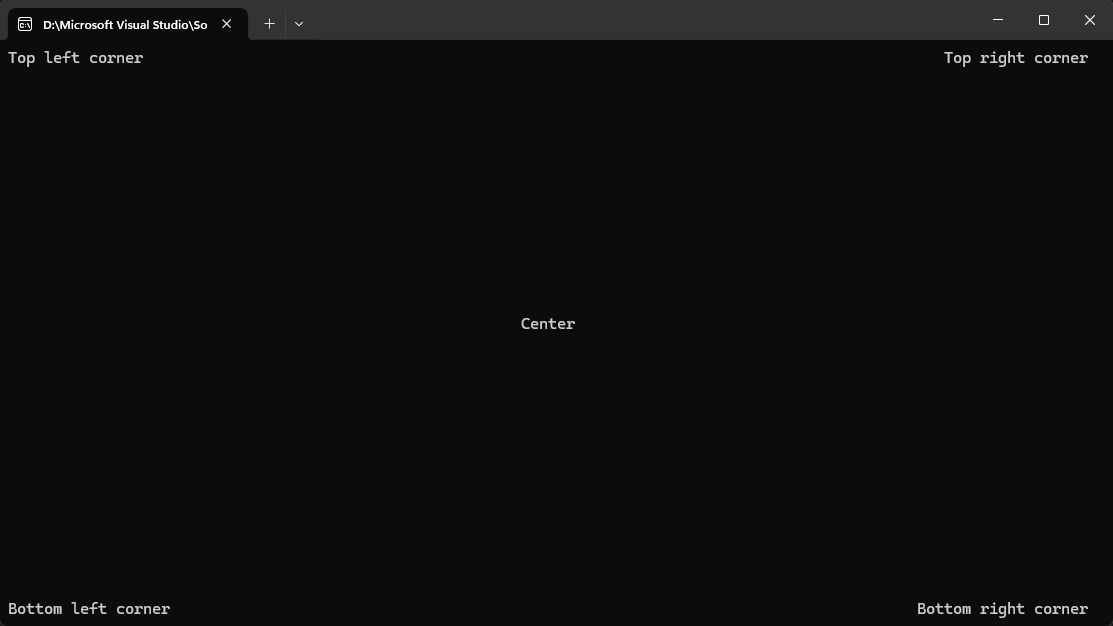 D:\Microsoft Visual Studio\So
Top left corner Top right corner
Center
Bottom left corner Bottom right corner